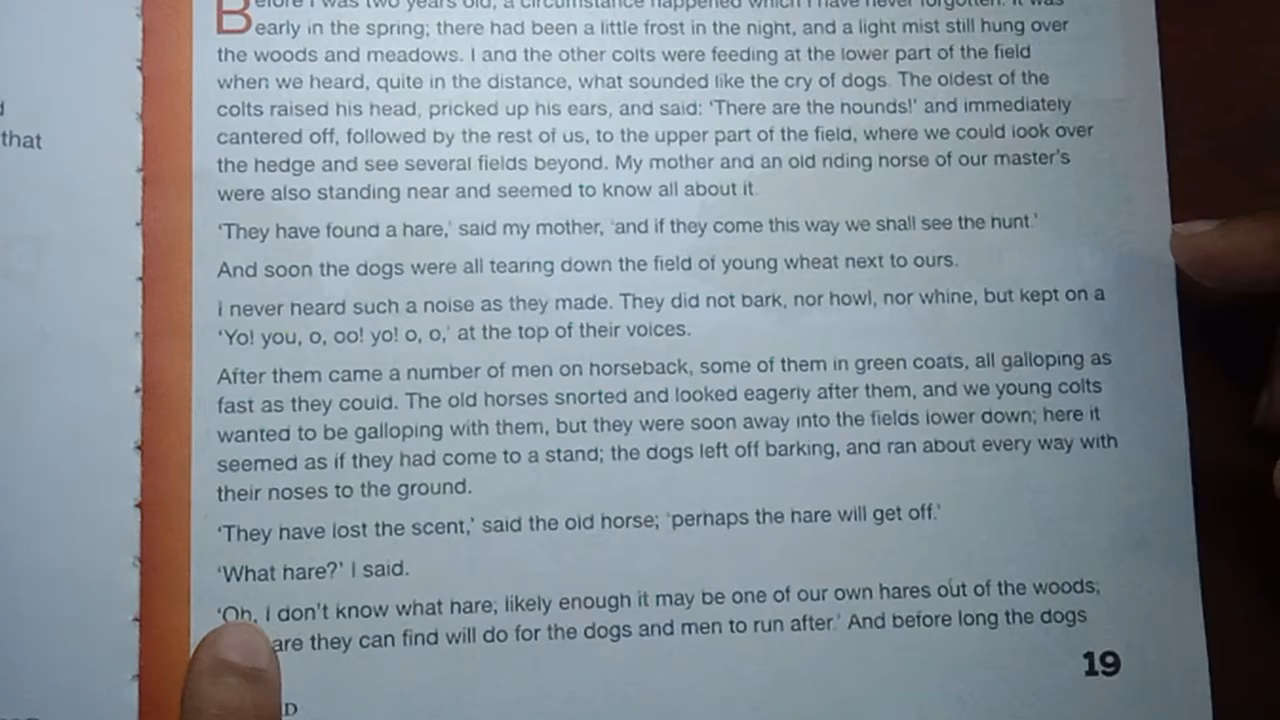 that
Before I was two years old, a circumstance happened which I have never forgotten. It was
early in the spring; there had been a little frost in the night, and a light mist still hung over
the woods and meadows. I and the other colts were feeding at the lower part of the field
when we heard, quite in the distance, what sounded like the cry of dogs. The oldest of the
colts raised his head, pricked up his ears, and said: 'There are the hounds!' and immediately
cantered off, followed by the rest of us, to the upper part of the field, where we could look over
the hedge and see several fields beyond. My mother and an old riding horse of our master's
were also standing near and seemed to know all about it.
'They have found a hare,' said my mother, 'and if they come this way we shall see the hunt.'
And soon the dogs were all tearing down the field of young wheat next to ours.
I never heard such a noise as they made. They did not bark, nor howl, nor whine, but kept on a
'Yo! you, o, oo! yo! o, o,' at the top of their voices.
After them came a number of men on horseback, some of them in green coats, all galloping as
fast as they could. The old horses snorted and looked eagerly after them, and we young colts
wanted to be galloping with them, but they were soon away into the fields lower down; here it
seemed as if they had come to a stand; the dogs left off barking, and ran about every way with
their noses to the ground.
'They have lost the scent,' said the old horse; 'perhaps the hare will get off.'
'What hare?' I said.
'Oh, I don't know what hare; likely enough it may be one of our own hares out of the woods;
are they can find will do for the dogs and men to run after.' And before long the dogs
19
D